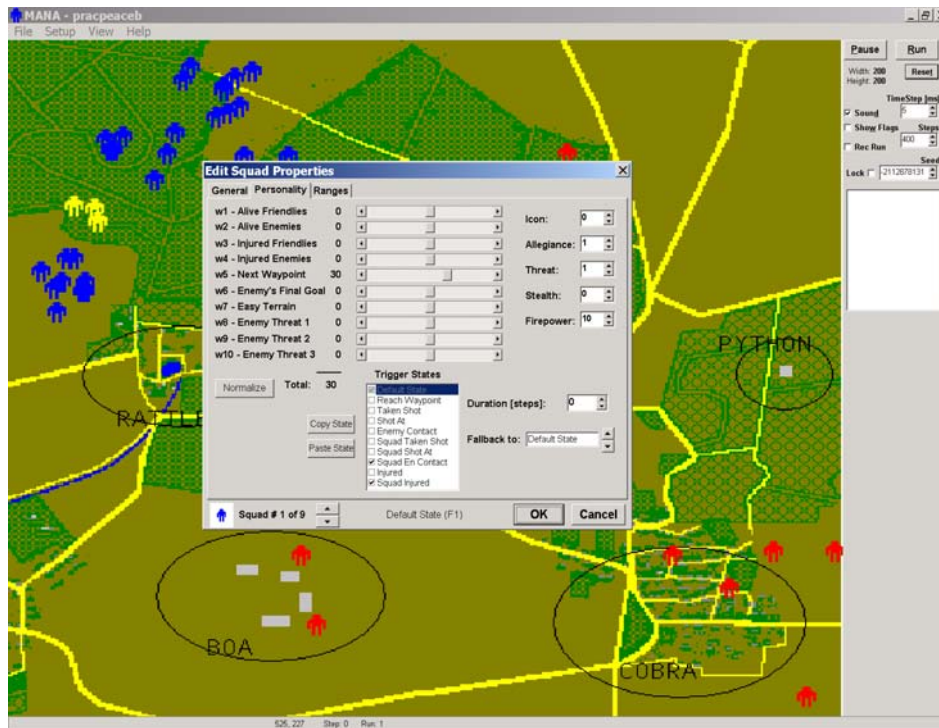 MANA - pracpeaceb
File Setup View Help
Pause Run
Width: 200
Height: 200
Reset
TimeStep [ms]
Sound 5
Show Flags Steps
400
Rec Run
Seed
Lock -2112878131
Edit Squad Properties
General Personality Ranges
w1 - Alive Friendlies 0
w2 - Alive Enemies 0
w3 - Injured Friendlies 0
w4 - Injured Enemies 0
w5 - Next Waypoint 30
w6 - Enemy's Final Goal 0
w7 - Easy Terrain 0
w8 - Enemy Threat 1 0
w9 - Enemy Threat 2 0
w10 - Enemy Threat 3 0
Icon: 0
Allegiance: 1
Threat: 1
Stealth: 0
Firepower: 10
Normalize Total: 30
Copy State
Paste State
Trigger States
Default State
Reach Waypoint
Taken Shot
Shot At
Enemy Contact
Squad Taken Shot
Squad Shot At
Squad En Contact
Injured
Squad Injured
Duration [steps]: 0
Fallback to: Default State
Squad # 1 of 9 Default State (F1) OK Cancel
PYTHON
RATTLE
BOA
COBRA
525, 227 Step: 0 Run: 1